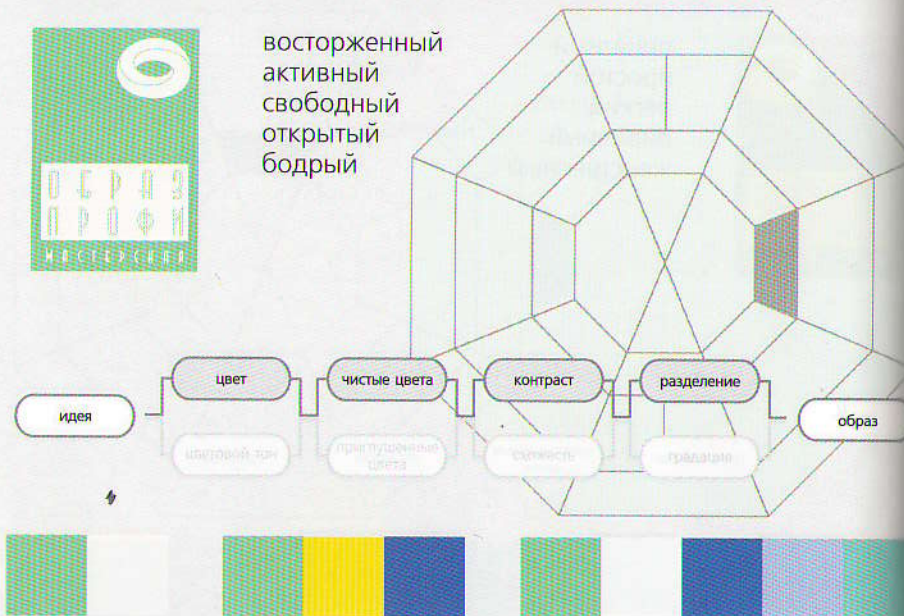 восторженный
активный
свободный
открытый
бодрый
ОБРАЗ
ПРОФИ
МАСТЕРСКАЯ
цвет
чистые цвета
контраст
разделение
идея
образ
цветовой тон
приглушенные
цвета
схожесть
градация